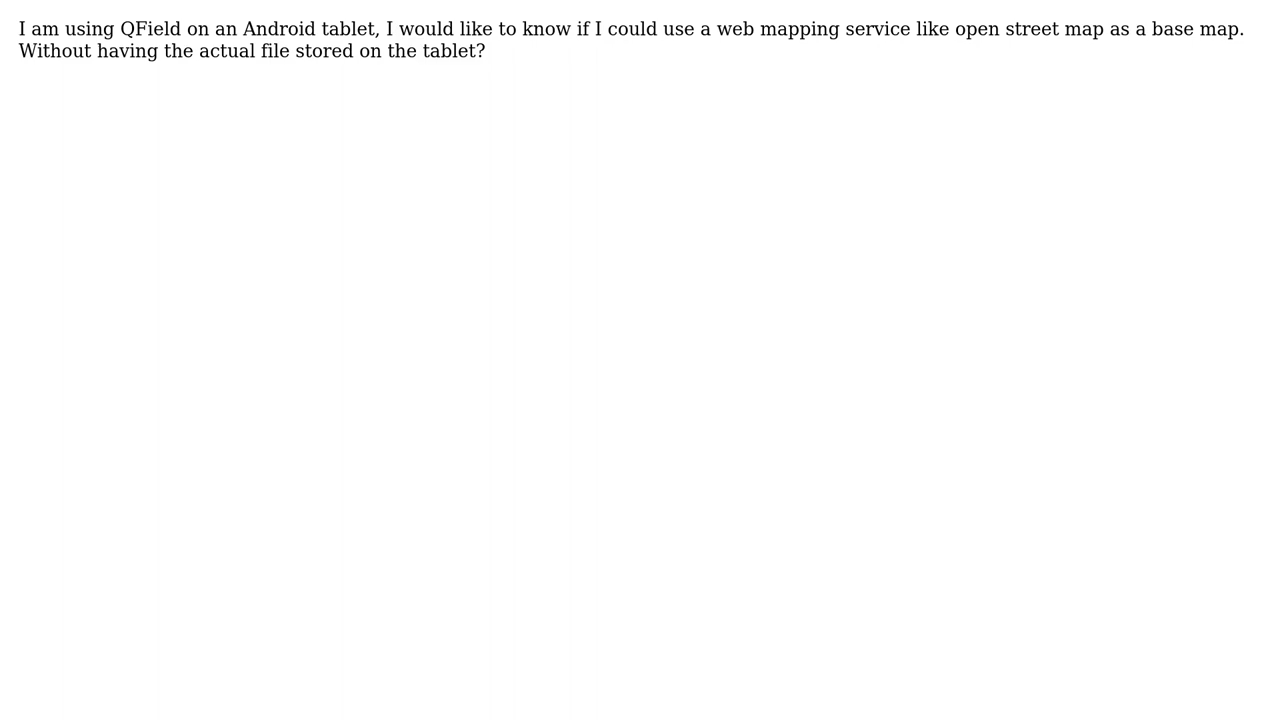 I am using QField on an Android tablet, I would like to know if I could use a web mapping service like open street map as a base map.
Without having the actual file stored on the tablet?